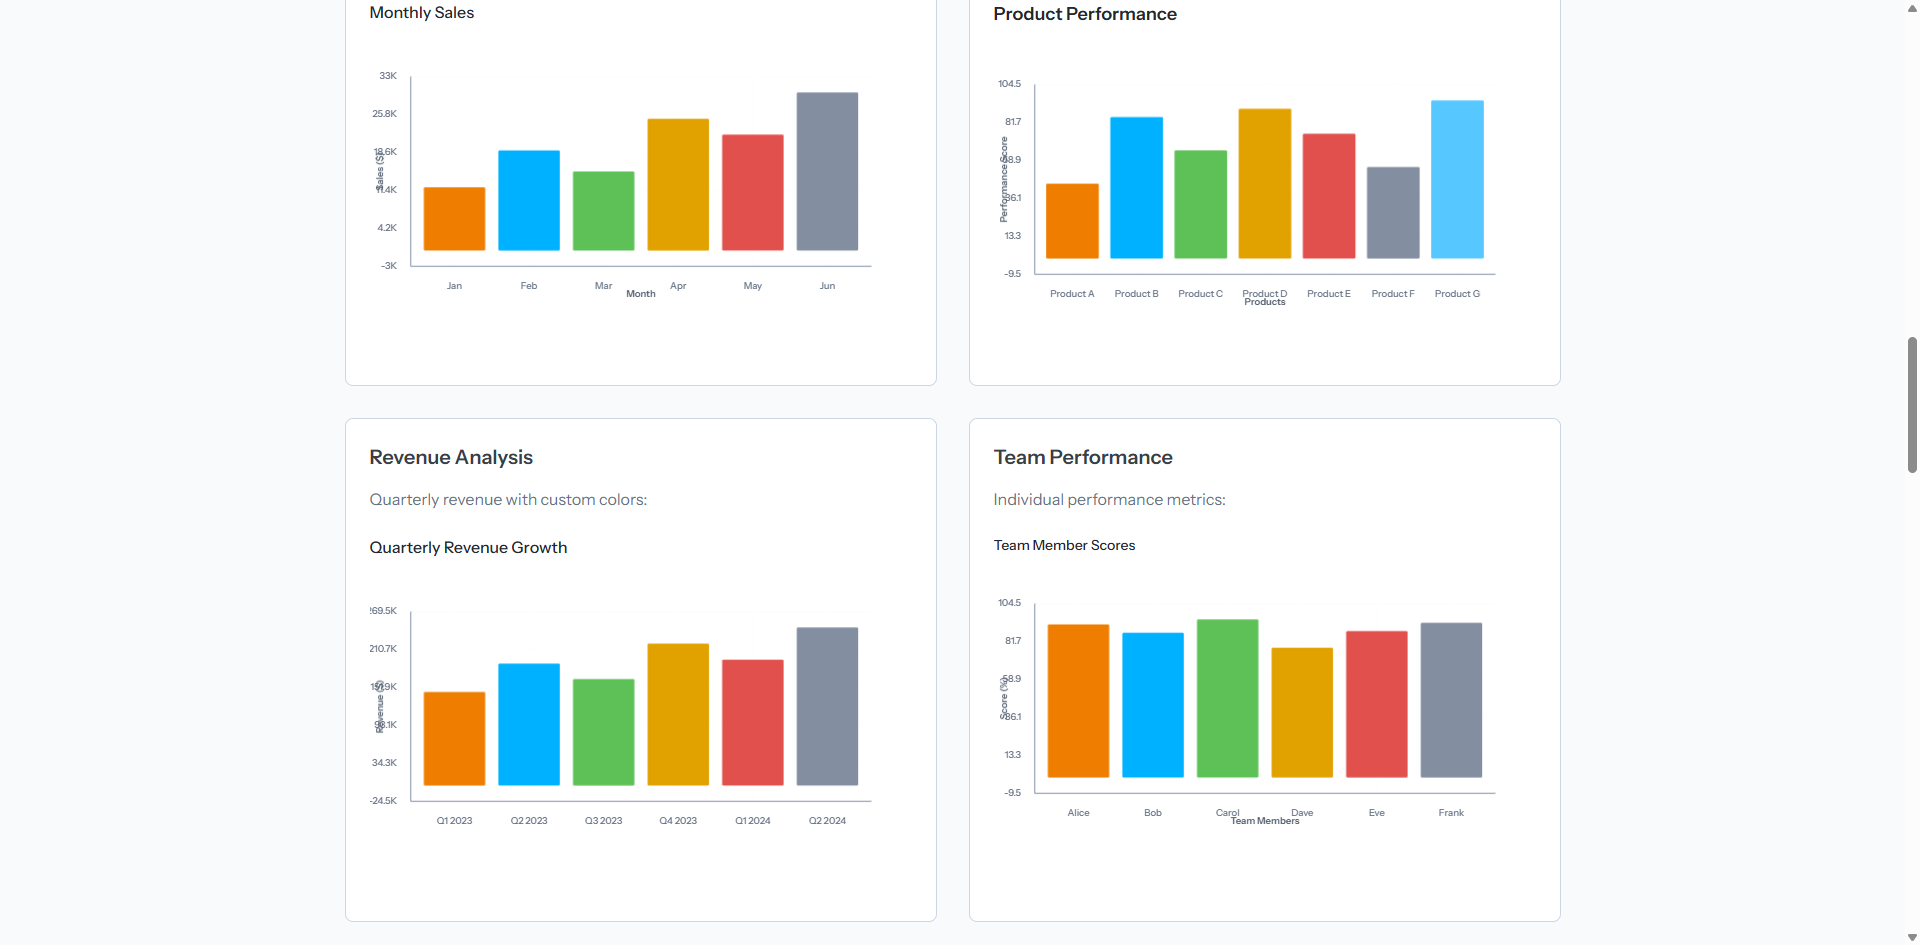 Monthly Sales
33K
25.8K
18.6K
11.4K
4.2K
-3K
Sales ($)
Jan
Feb
Mar
Apr
May
Jun
Month
Product Performance
104.5
81.7
58.9
36.1
13.3
-9.5
Performance Score
Product A
Product B
Product C
Product D
Product E
Product F
Product G
Products
Revenue Analysis
Quarterly revenue with custom colors:
Quarterly Revenue Growth
269.5K
210.7K
151.9K
93.1K
34.3K
-24.5K
Revenue ($)
Q1 2023
Q2 2023
Q3 2023
Q4 2023
Q1 2024
Q2 2024
Team Performance
Individual performance metrics:
Team Member Scores
104.5
81.7
58.9
36.1
13.3
-9.5
Score (%)
Alice
Bob
Carol
Dave
Eve
Frank
Team Members